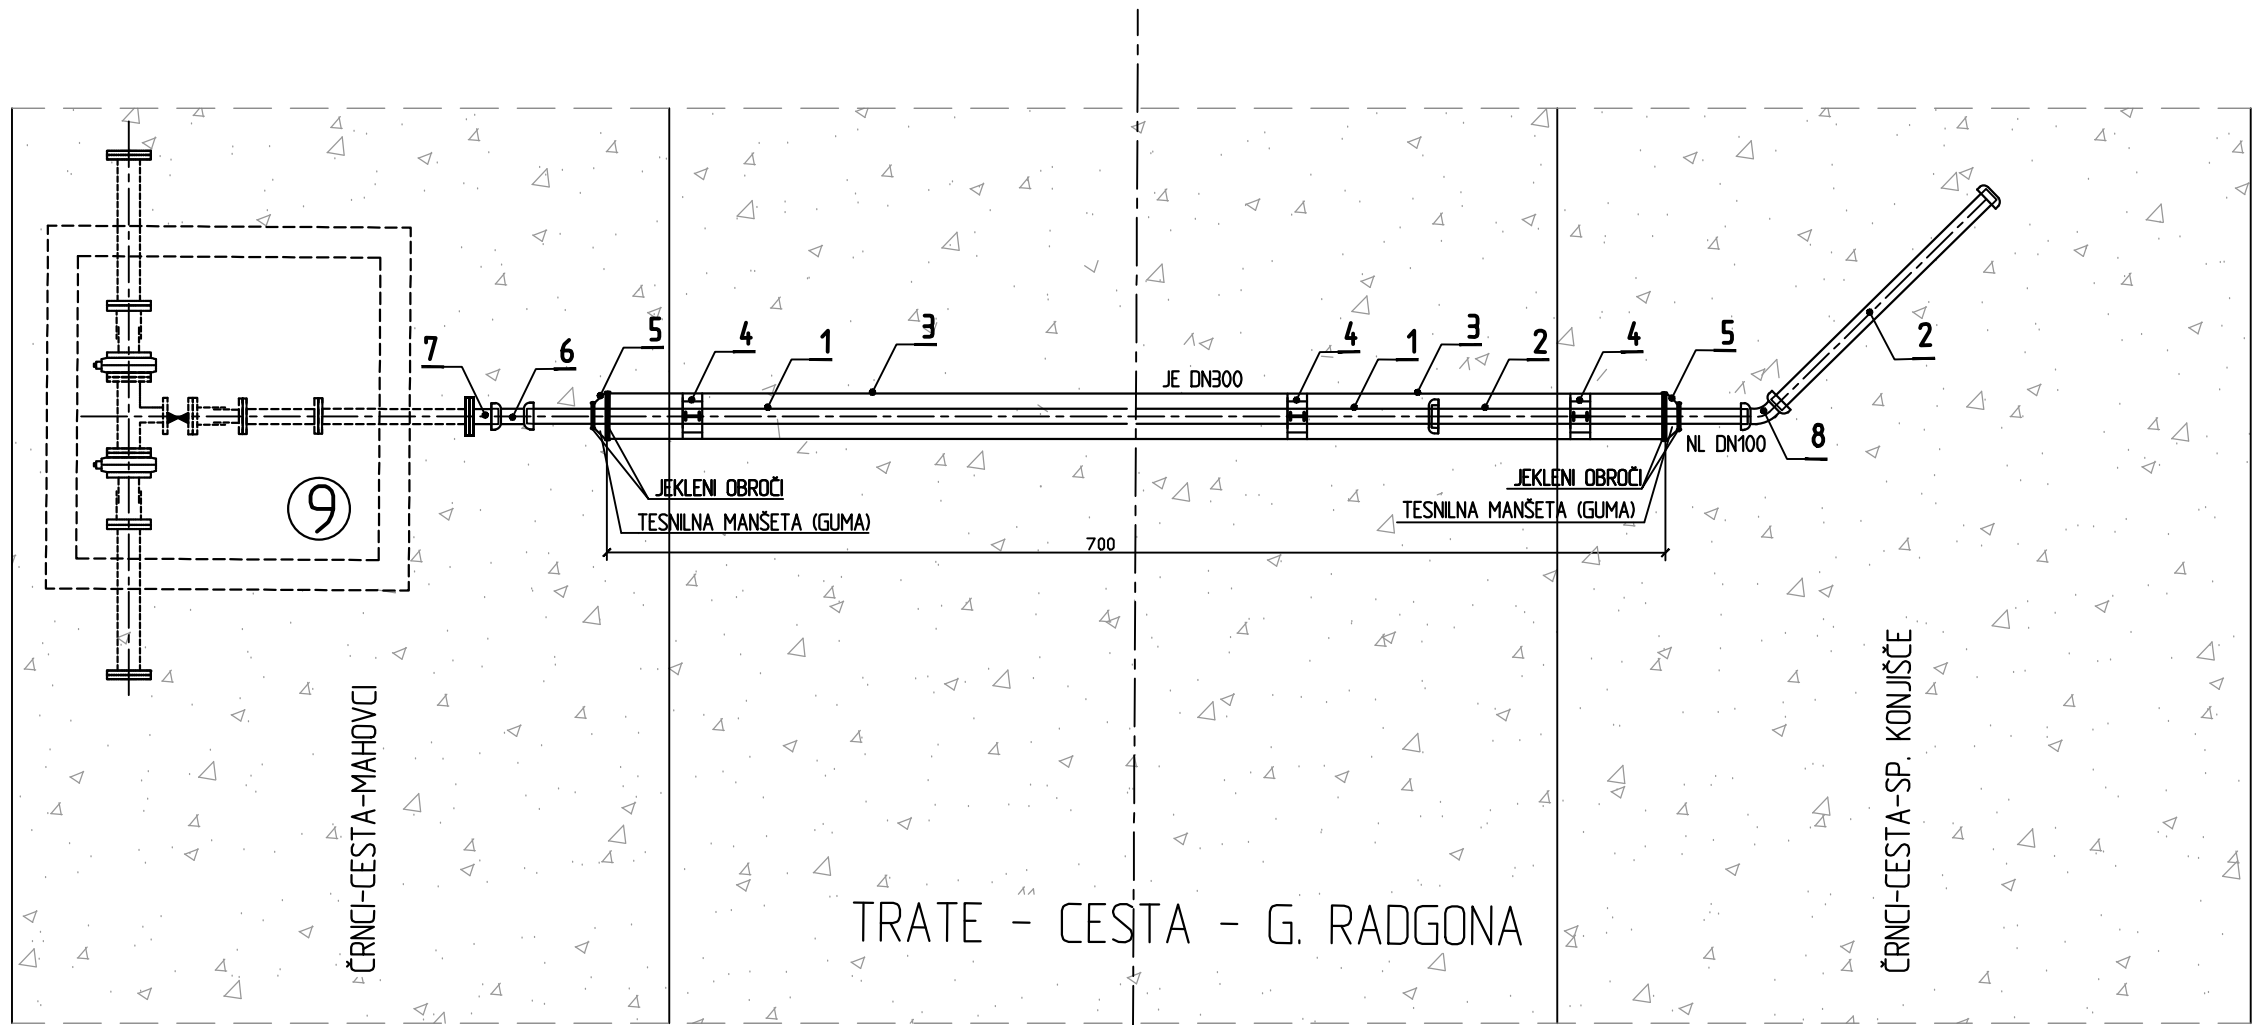 7
6
5
4
1
3
JE DN300
4
1
3
2
4
5
2
NL DN100
8
9
JEKLENI OBROČI
TESNILNA MANŠETA (GUMA)
JEKLENI OBROČI
TESNILNA MANŠETA (GUMA)
700
ČRNCI-CESTA-MAHOVCI
TRATE - CESTA - G. RADGONA
ČRNCI-CESTA-SP. KONJIŠČE